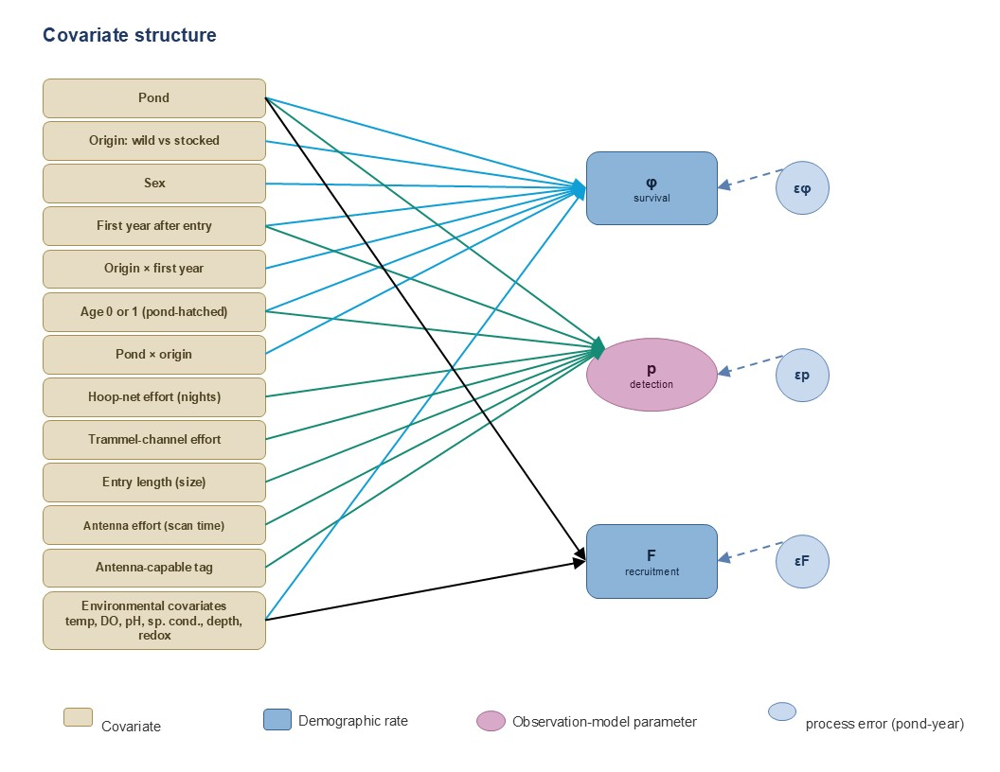 Covariate structure
Pond
Origin: wild vs stocked
Sex
First year after entry
Origin × first year
Age 0 or 1 (pond-hatched)
Pond × origin
Hoop-net effort (nights)
Trammel-channel effort
Entry length (size)
Antenna effort (scan time)
Antenna-capable tag
Environmental covariates
temp, DO, pH, sp. cond., depth,
redox
φ
survival
εφ
p
detection
εp
F
recruitment
εF
Covariate
Demographic rate
Observation-model parameter
process error (pond-year)